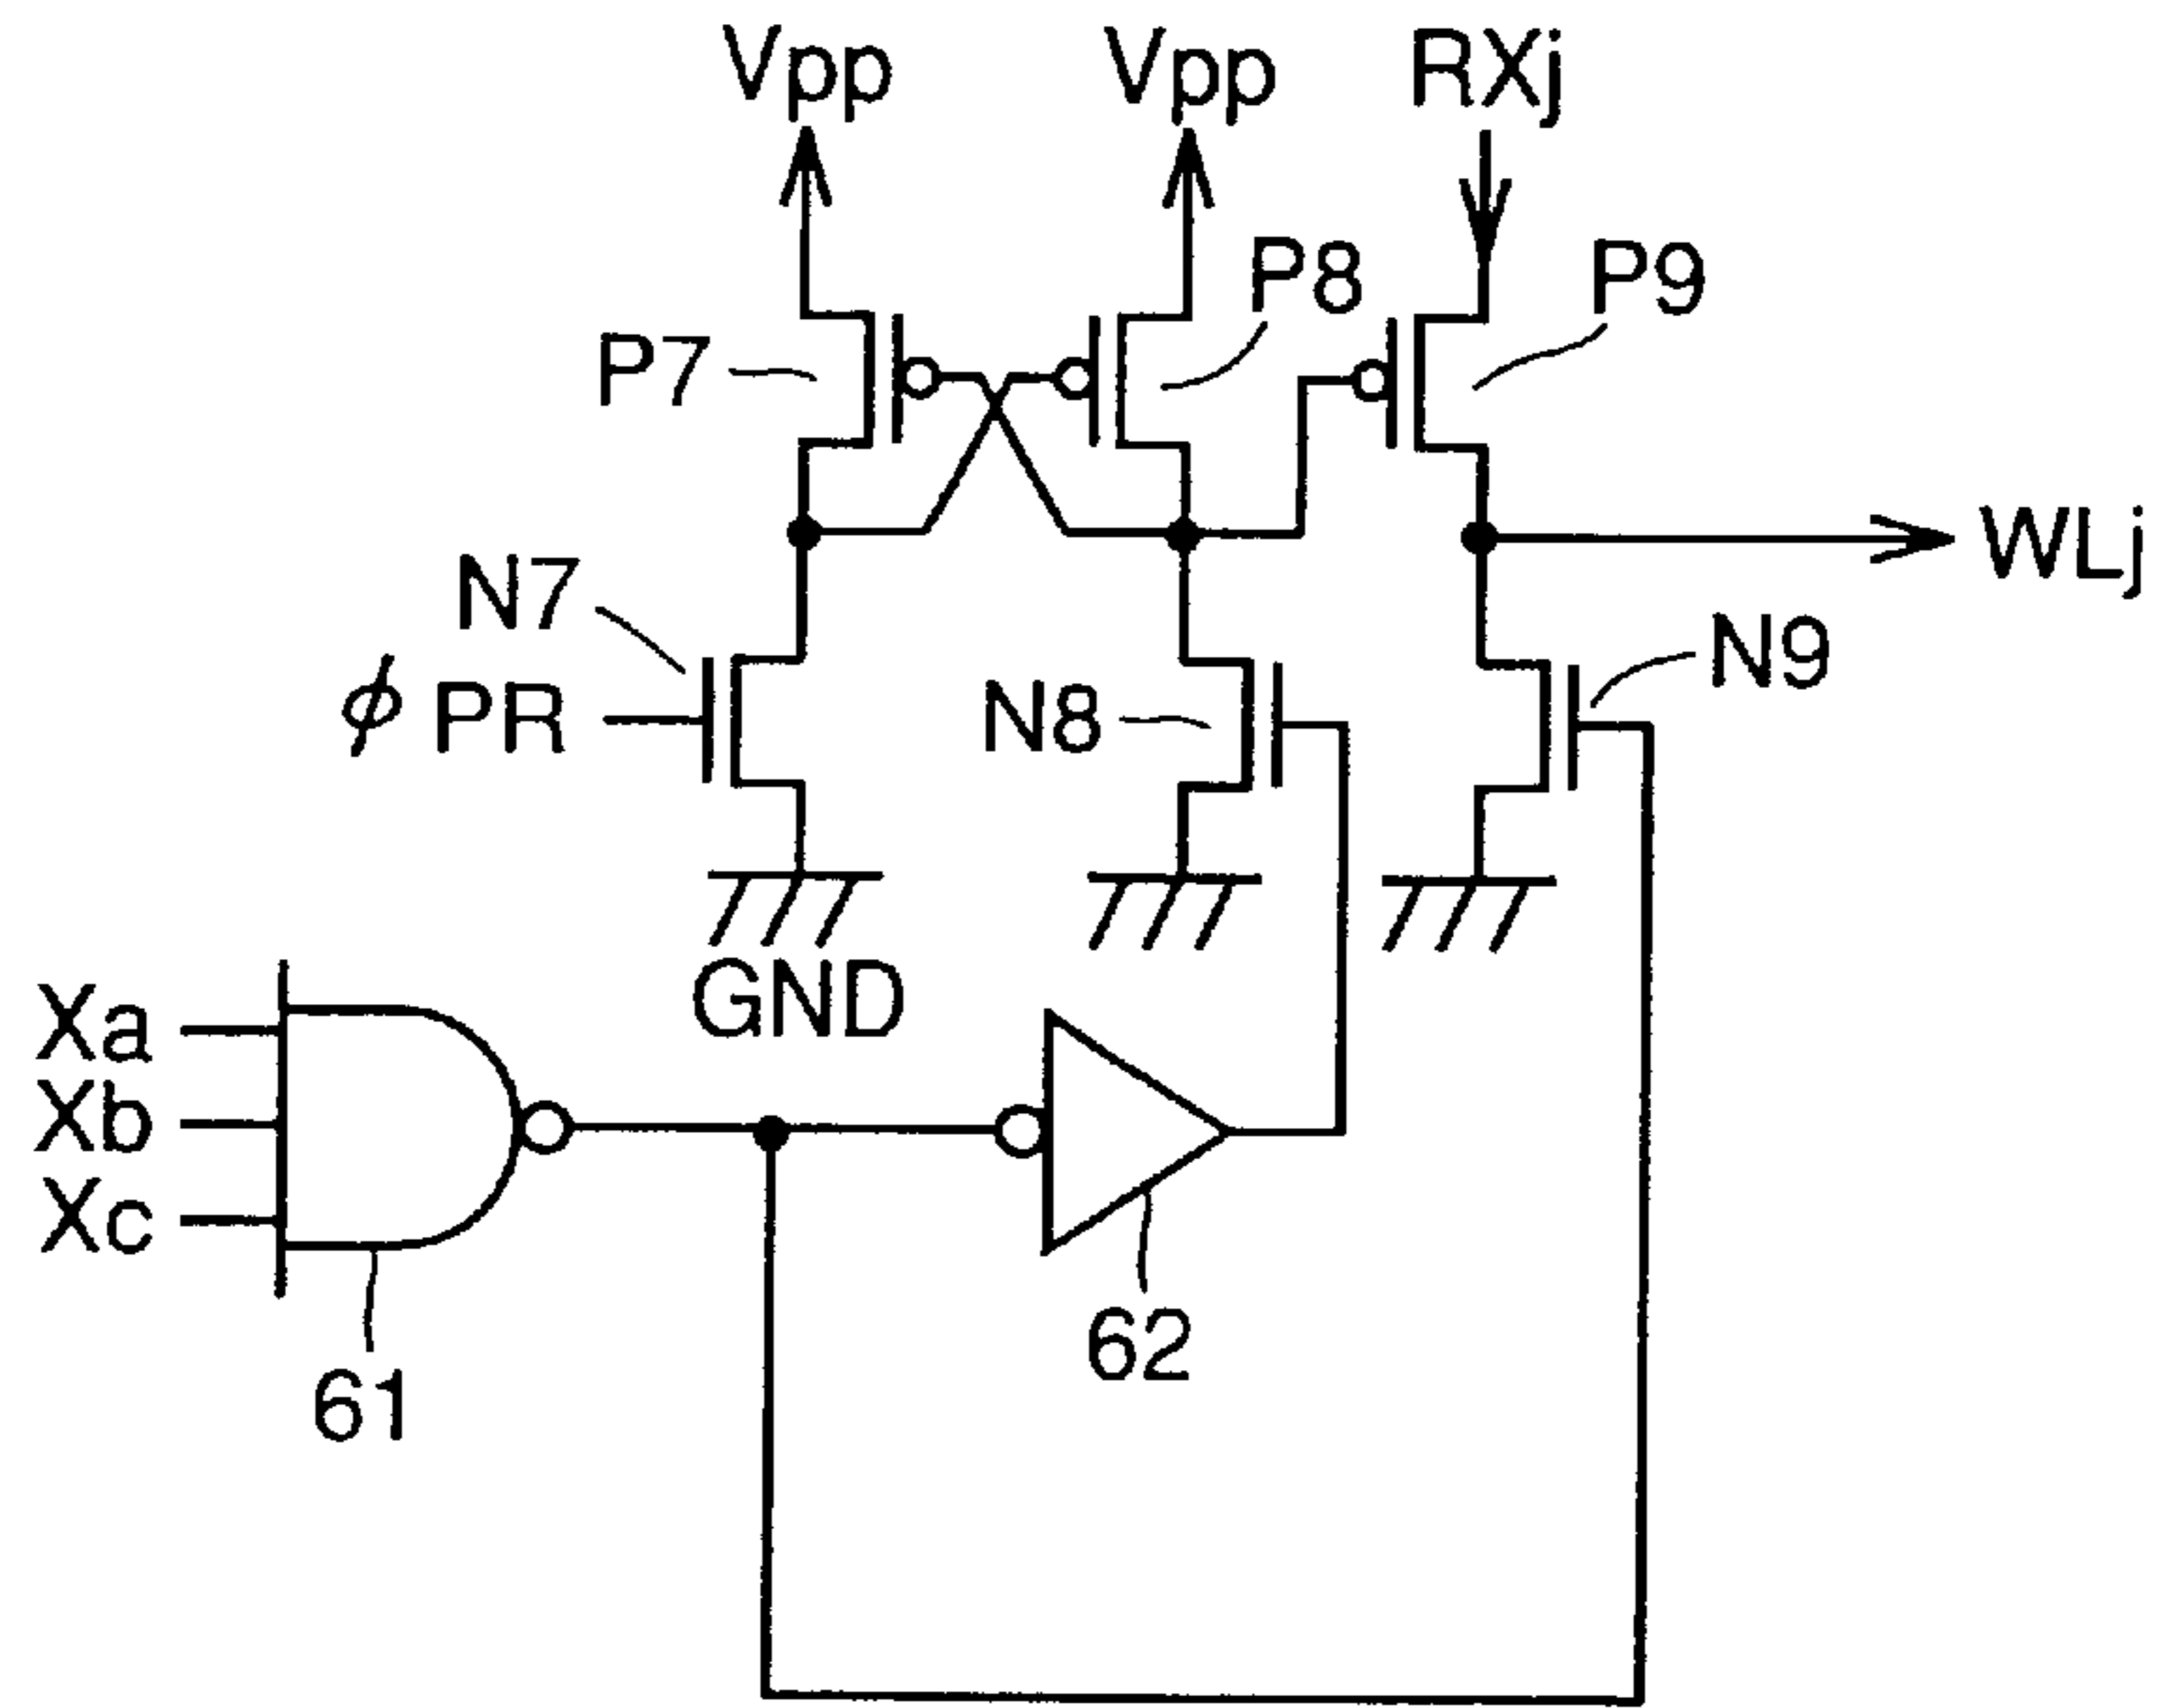 Vpp
Vpp
RXj
P7
P8
P9
WLj
N7
ϕ PR
N8
N9
GND
Xa
Xb
Xc
61
62